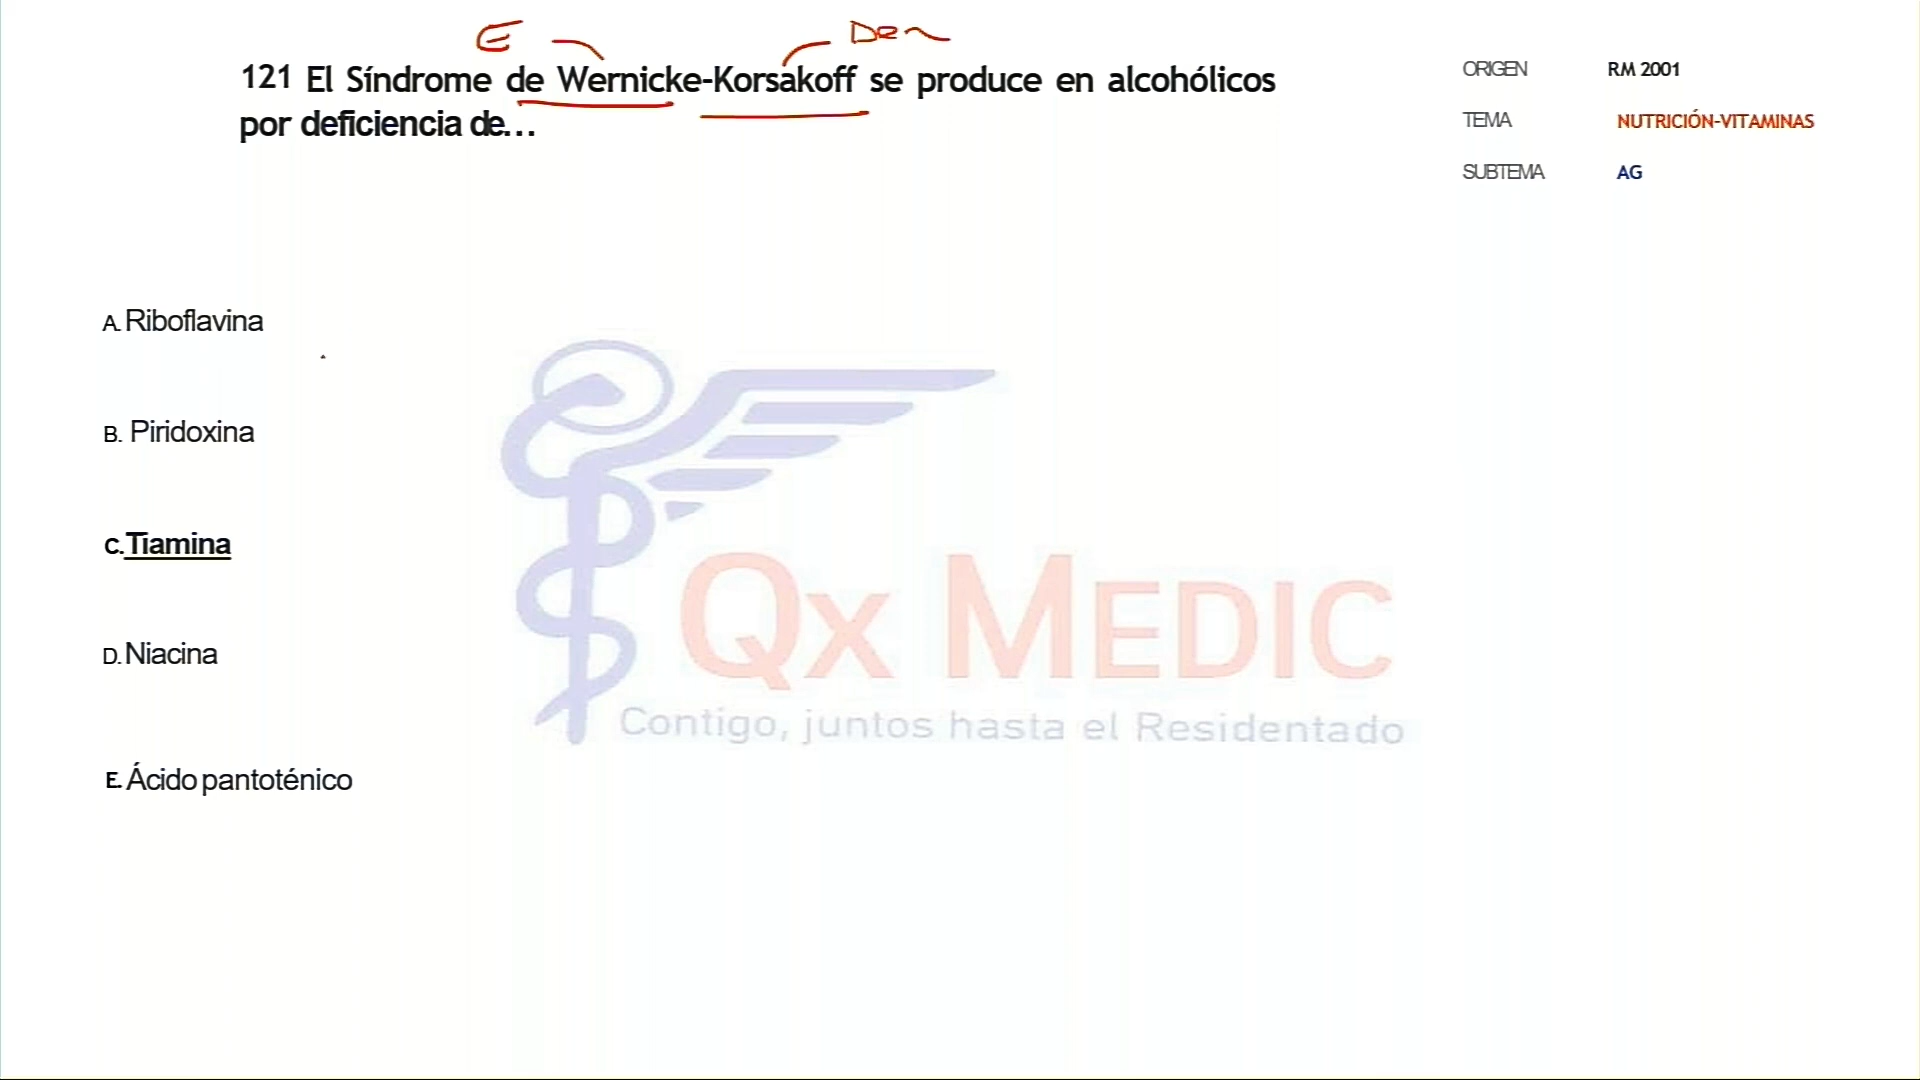 E Den
121 El Síndrome de Wernicke-Korsakoff se produce en alcohólicos
por deficiencia de...
ORIGEN RM 2001
TEMA NUTRICIÓN-VITAMINAS
SUBTEMA AG
A. Riboflavina
B. Piridoxina
C. Tiamina
D. Niacina
E. Ácido pantoténico
Qx MEDIC
Contigo, juntos hasta el Residentado